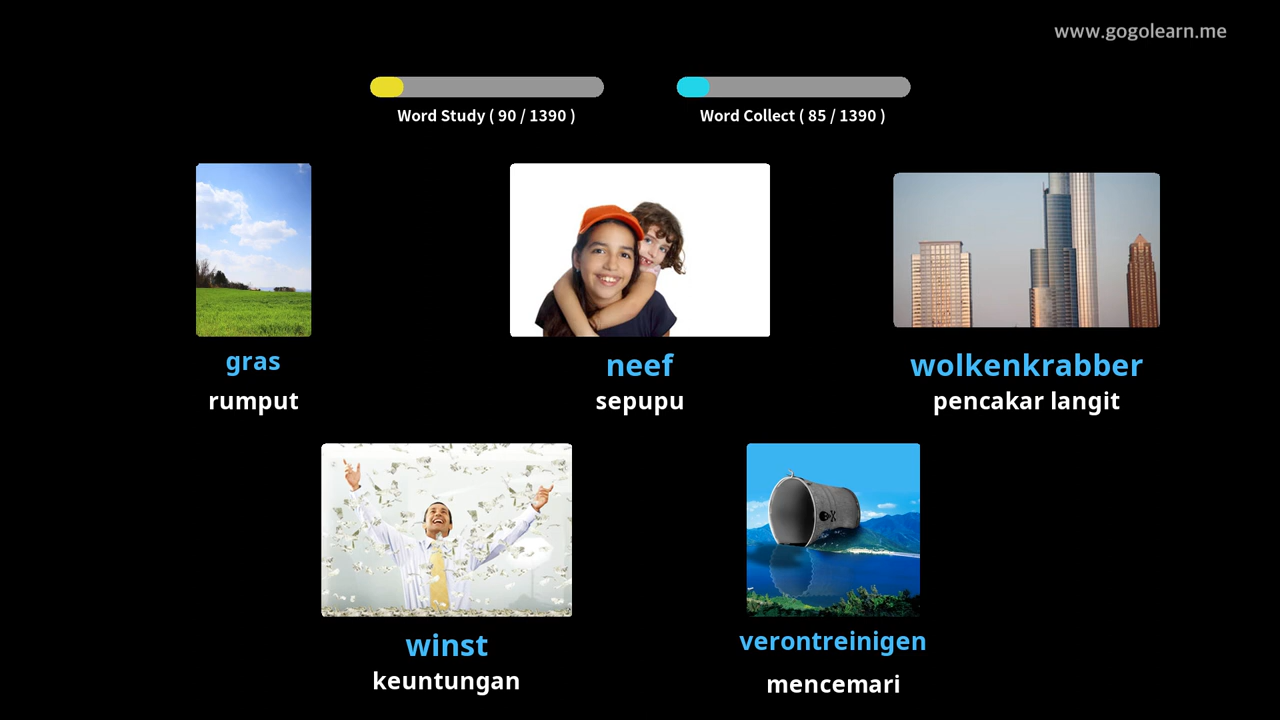 www.gogolearn.me
Word Study ( 90 / 1390 )
Word Collect ( 85 / 1390 )
gras
neef
wolkenkrabber
rumput
sepupu
pencakar langit
winst
verontreinigen
keuntungan
mencemari